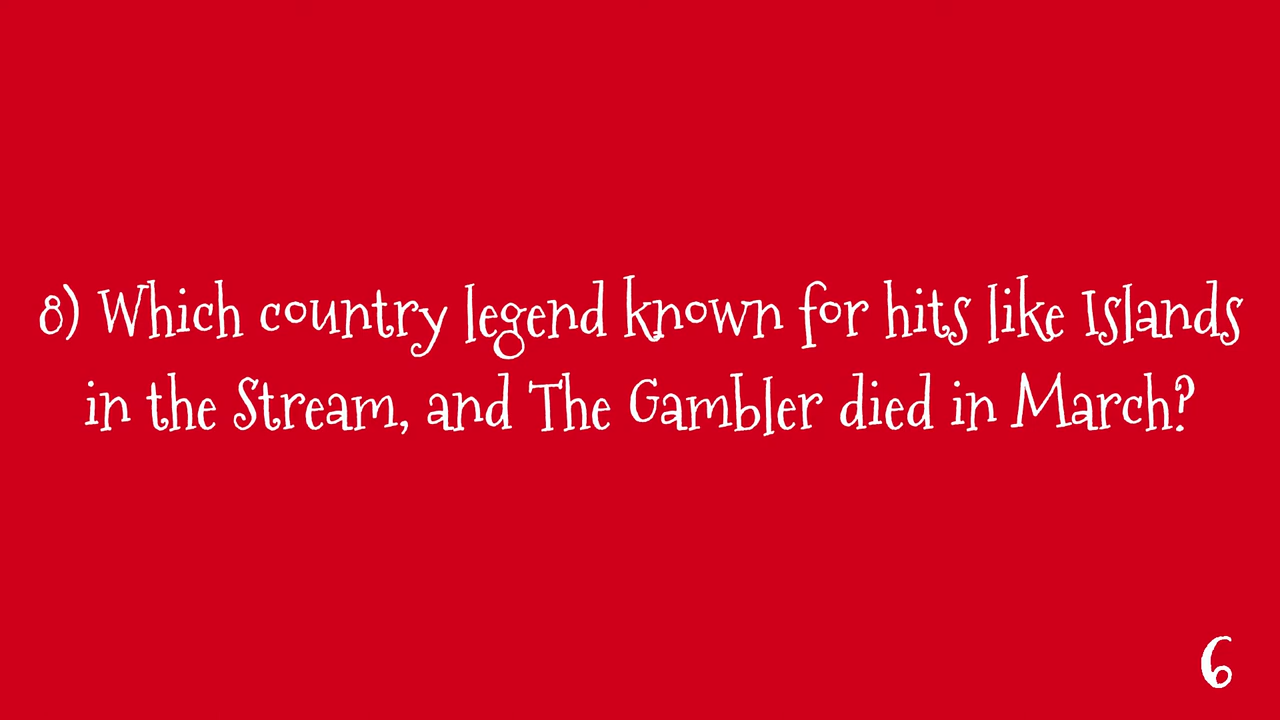 8) Which country legend known for hits like Islands
in the Stream, and The Gambler died in March?
6